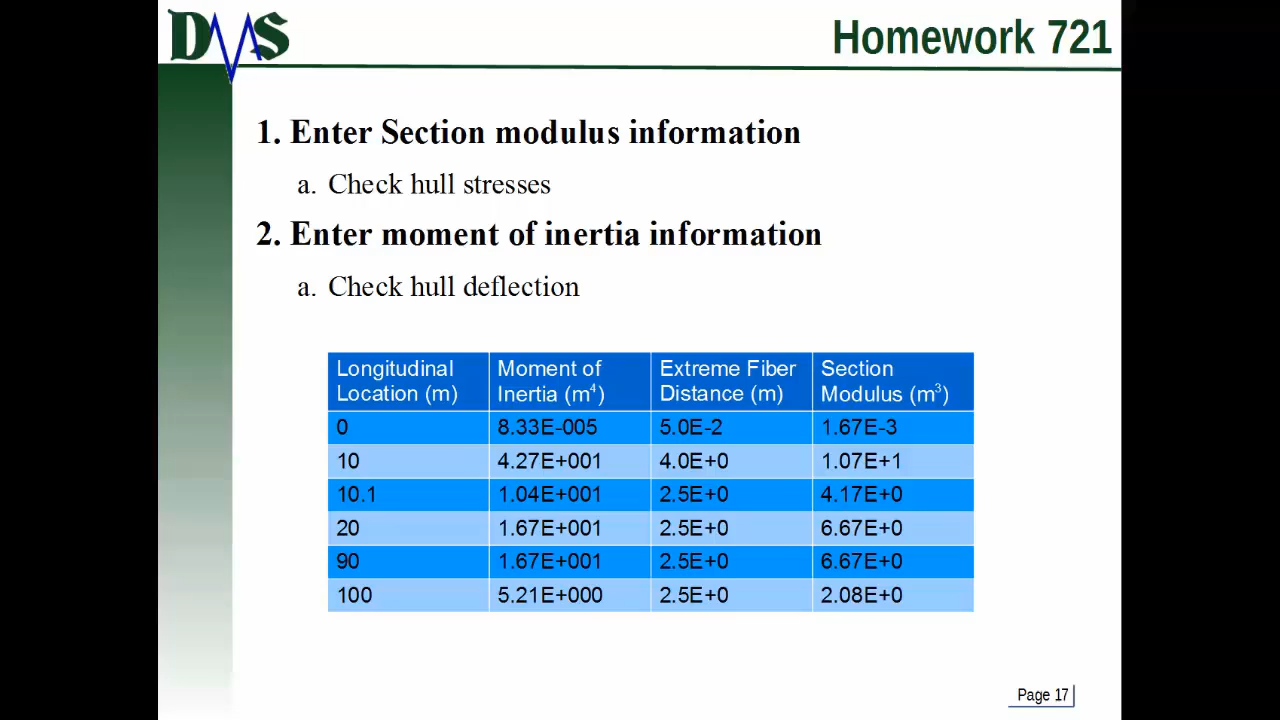 DMS
Homework 721
1. Enter Section modulus information
a. Check hull stresses
2. Enter moment of inertia information
a. Check hull deflection
Longitudinal Location (m) Moment of Inertia (m⁴) Extreme Fiber Distance (m) Section Modulus (m³)
0 8.33E-005 5.0E-2 1.67E-3
10 4.27E+001 4.0E+0 1.07E+1
10.1 1.04E+001 2.5E+0 4.17E+0
20 1.67E+001 2.5E+0 6.67E+0
90 1.67E+001 2.5E+0 6.67E+0
100 5.21E+000 2.5E+0 2.08E+0
Page 17